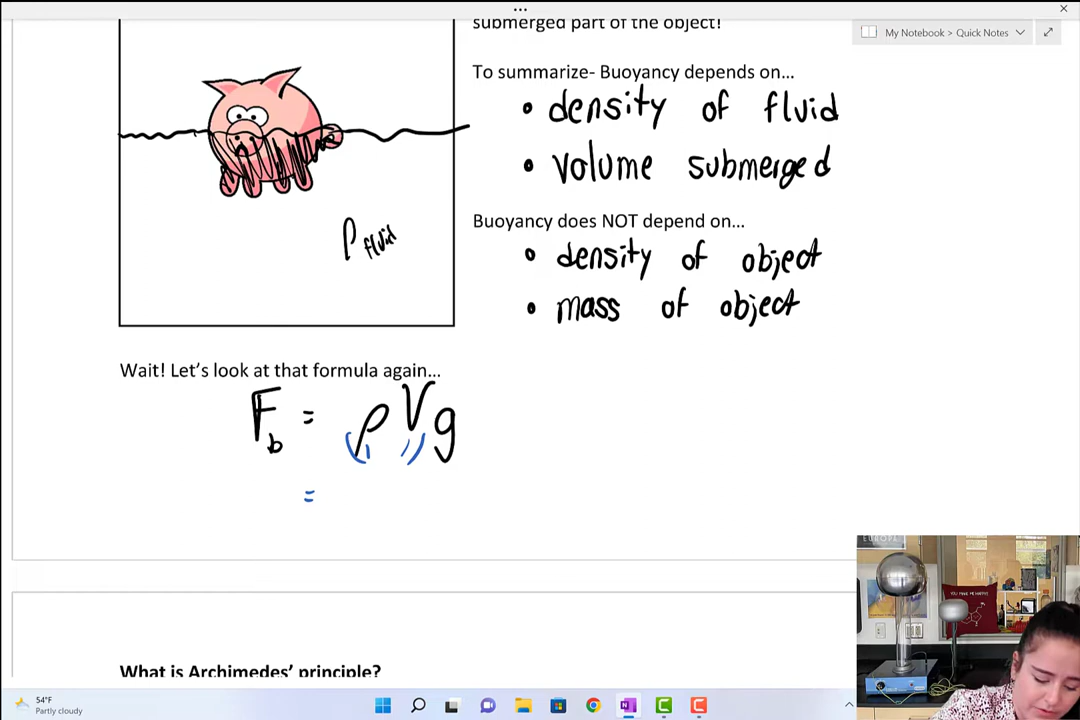 submerged part of the object!
My Notebook > Quick Notes
To summarize- Buoyancy depends on...
• density of fluid
• volume submerged
Buoyancy does NOT depend on...
• density of object
• mass of object
ρ fluid
Wait! Let's look at that formula again...
F_b = ρVg
=
EUROPE
What is Archimedes' principle?
54°F
Partly cloudy